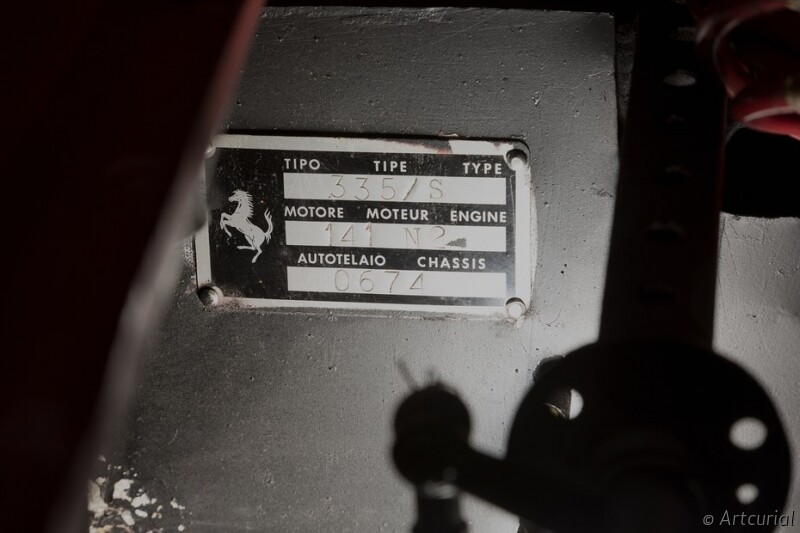 TIPO TIPE TYPE
335/S
MOTORE MOTEUR ENGINE
141 N2
AUTOTELAIO CHASSIS
0674
© Artcurial